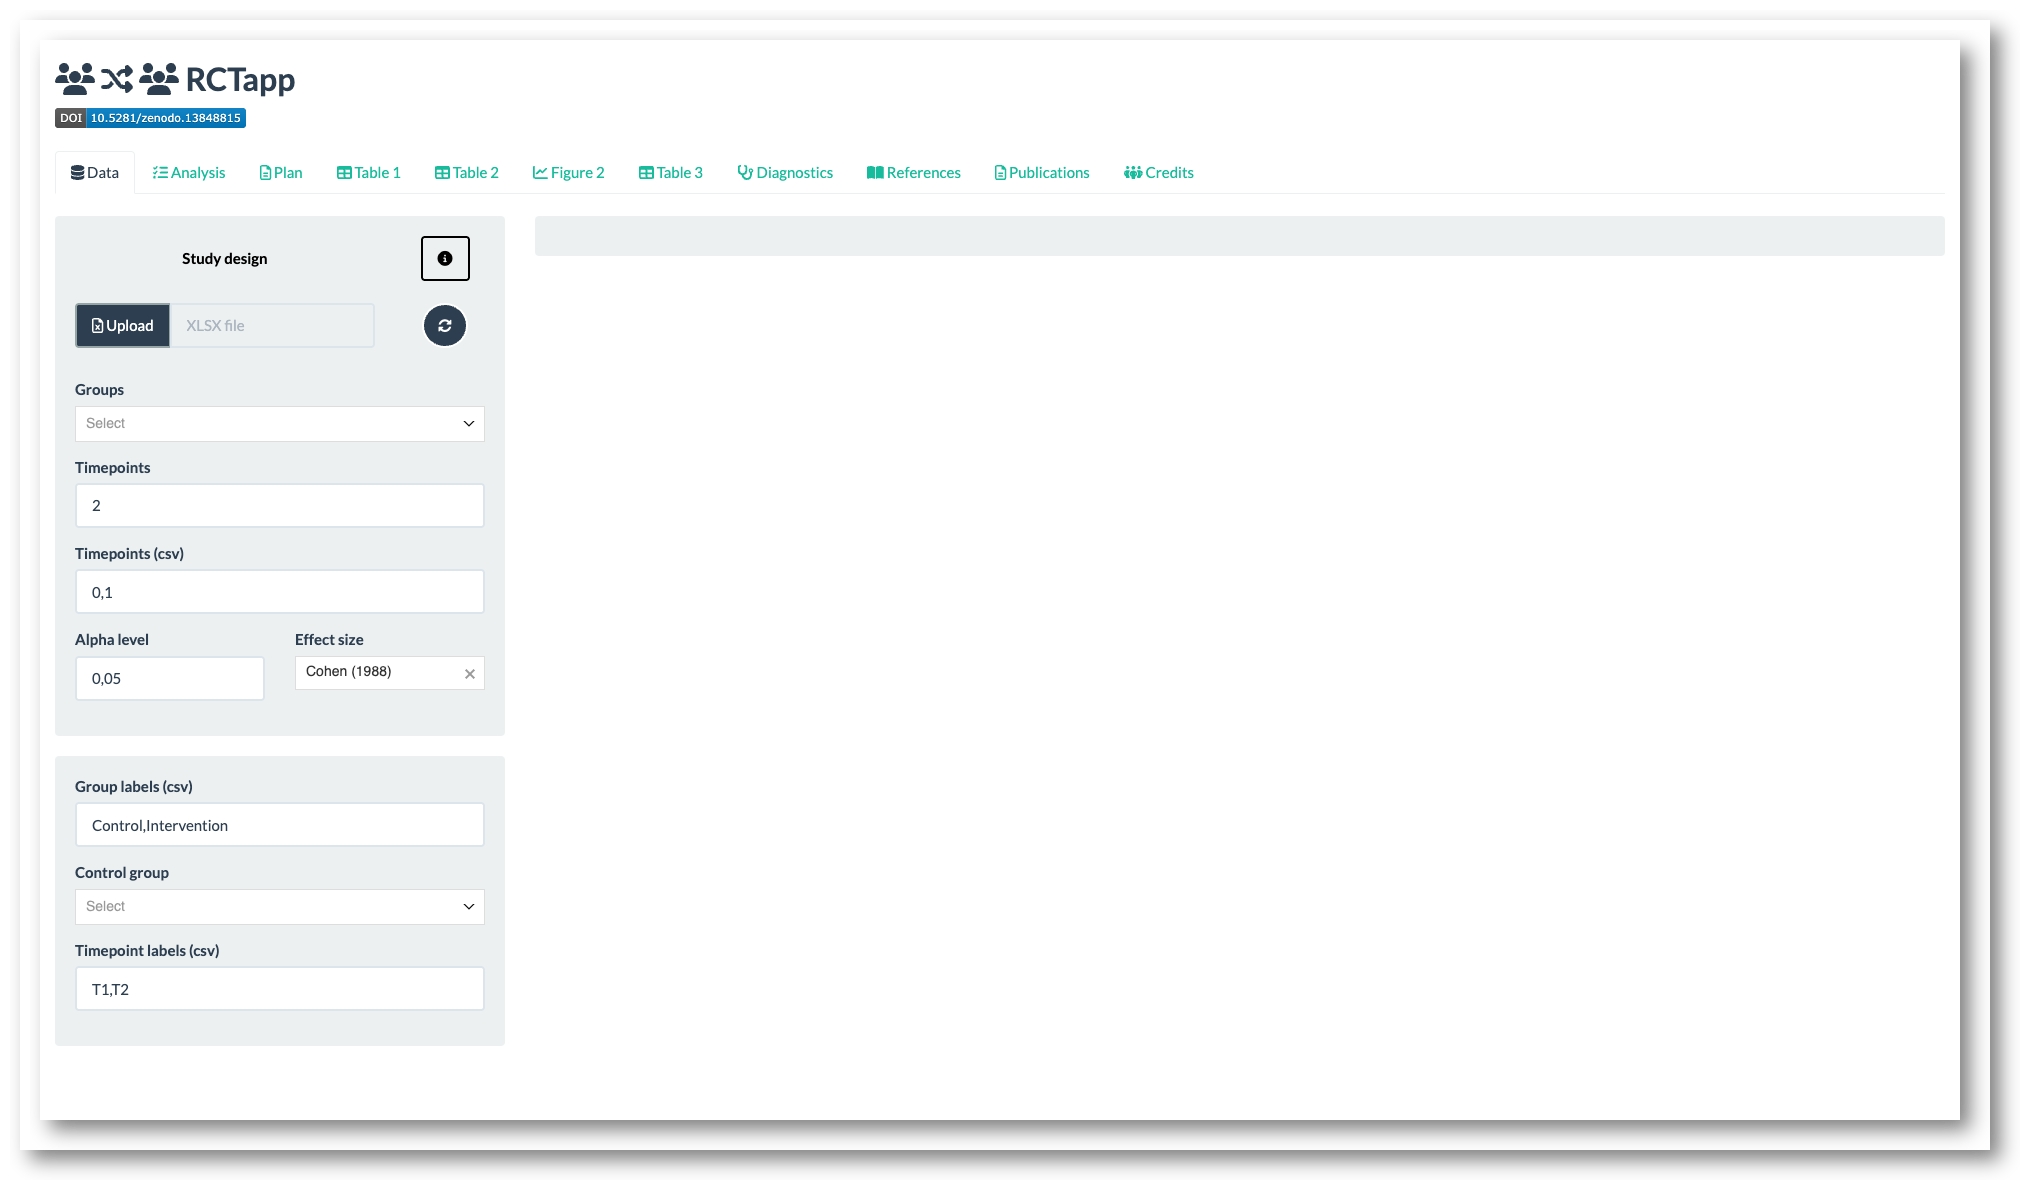 RCTapp
DOI 10.5281/zenodo.13848815
Data Analysis Plan Table 1 Table 2 Figure 2 Table 3 Diagnostics References Publications Credits
Study design
Upload XLSX file
Groups
Select
Timepoints
2
Timepoints (csv)
0,1
Alpha level Effect size
0,05 Cohen (1988)
Group labels (csv)
Control,Intervention
Control group
Select
Timepoint labels (csv)
T1,T2